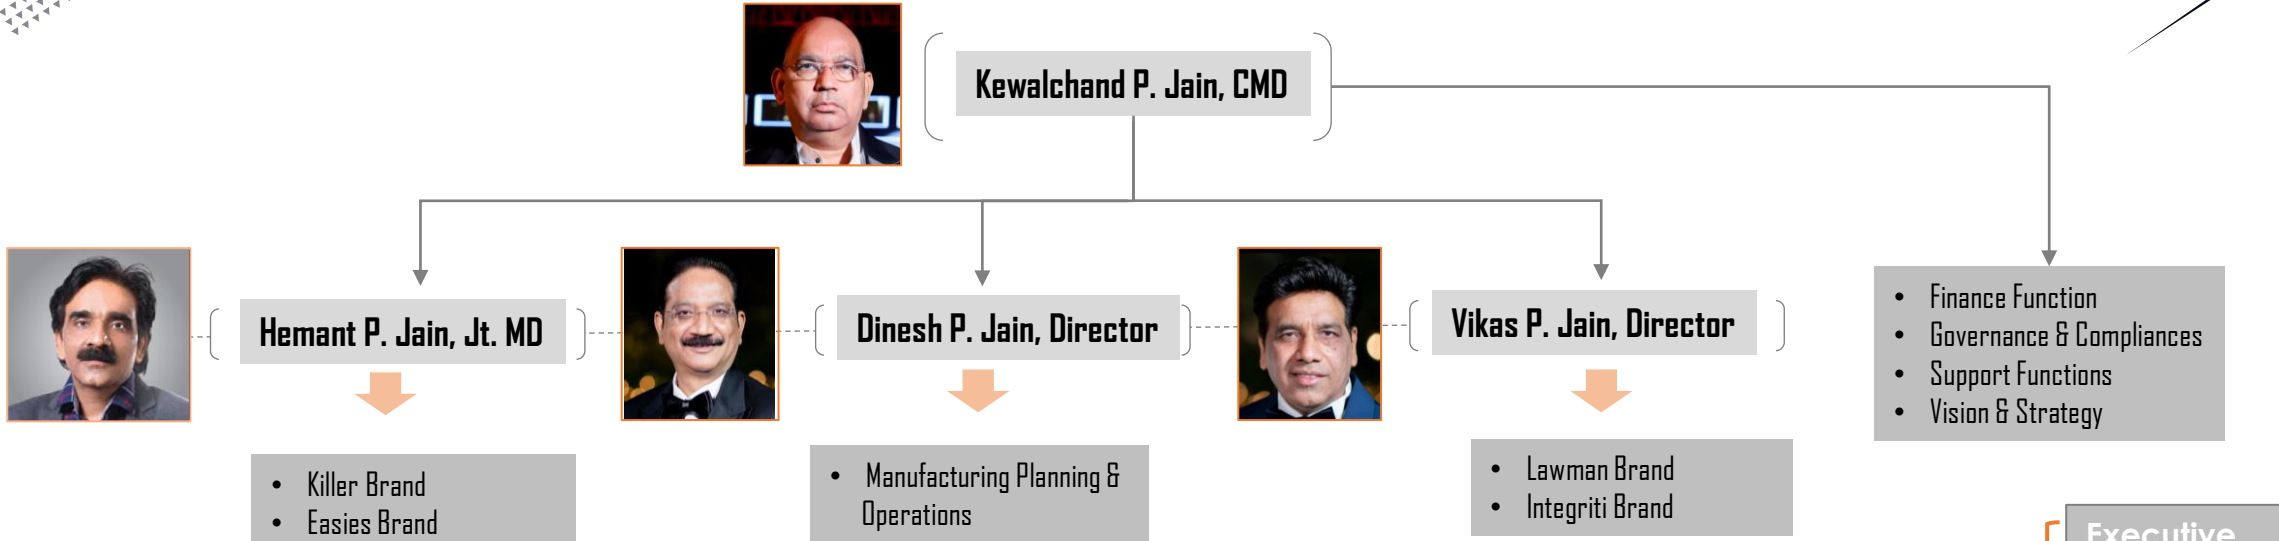 Kewalchand P. Jain, CMD
Hemant P. Jain, Jt. MD
Dinesh P. Jain, Director
Vikas P. Jain, Director
• Finance Function
• Governance & Compliances
• Support Functions
• Vision & Strategy
• Killer Brand
• Easies Brand
• Manufacturing Planning &
Operations
• Lawman Brand
• Integriti Brand
Executive